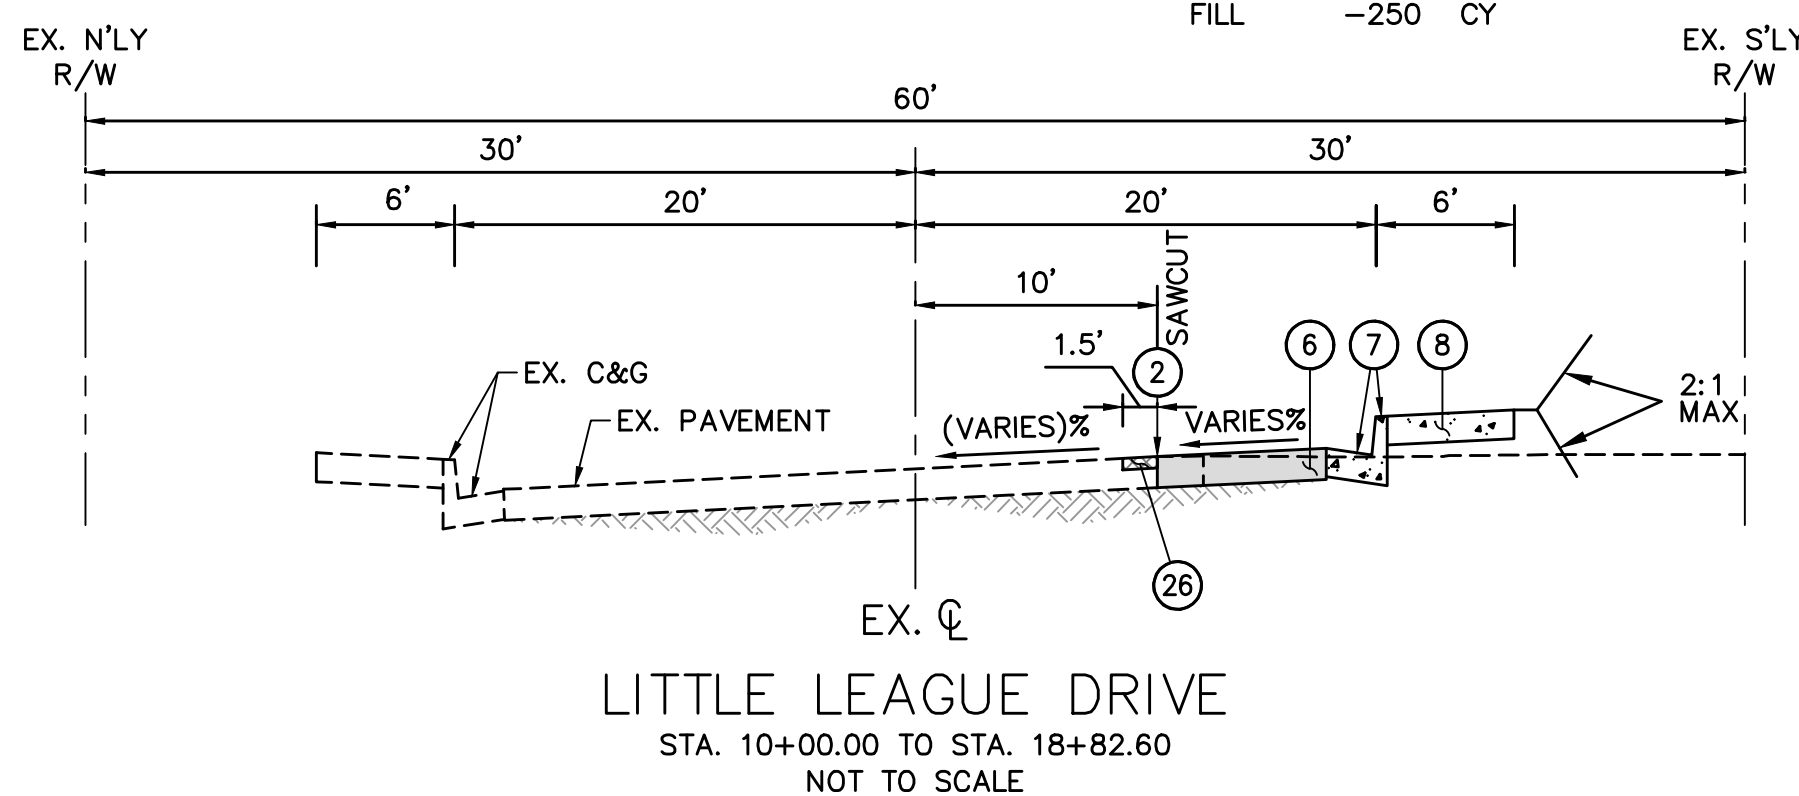 FILL -250 CY
EX. N'LY
R/W
EX. S'LY
R/W
60'
30' 30'
6' 20' 20' 6'
10'
SAWCUT
1.5'
2
6 7 8
EX. C&G
EX. PAVEMENT
(VARIES)%
VARIES%
2:1
MAX
26
EX. ℄
LITTLE LEAGUE DRIVE
STA. 10+00.00 TO STA. 18+82.60
NOT TO SCALE